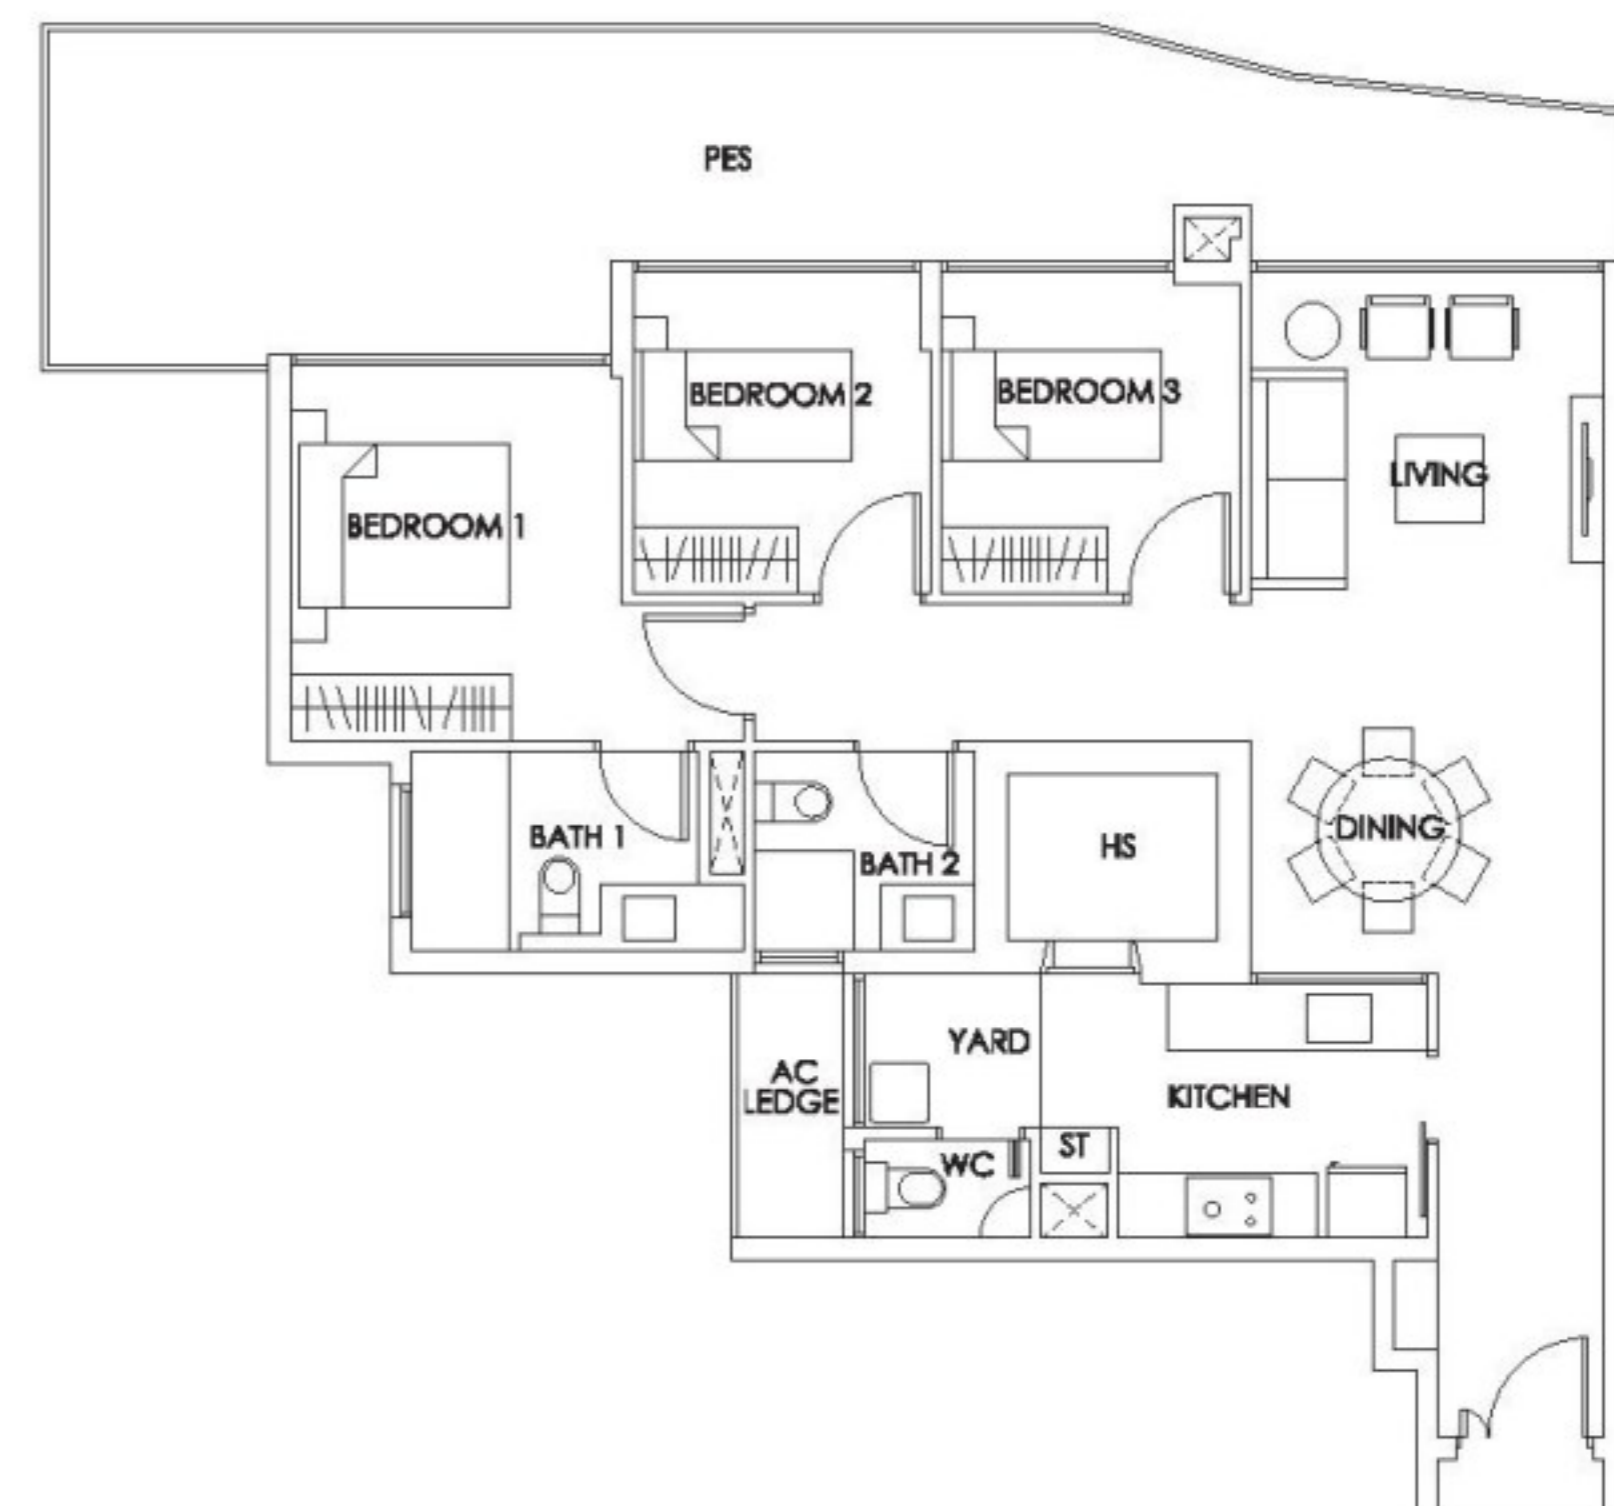 PES
BEDROOM 2
BEDROOM 3
LIVING
BEDROOM 1
DINING
BATH 1
HS
BATH 2
YARD
AC
LEDGE
KITCHEN
ST
WC